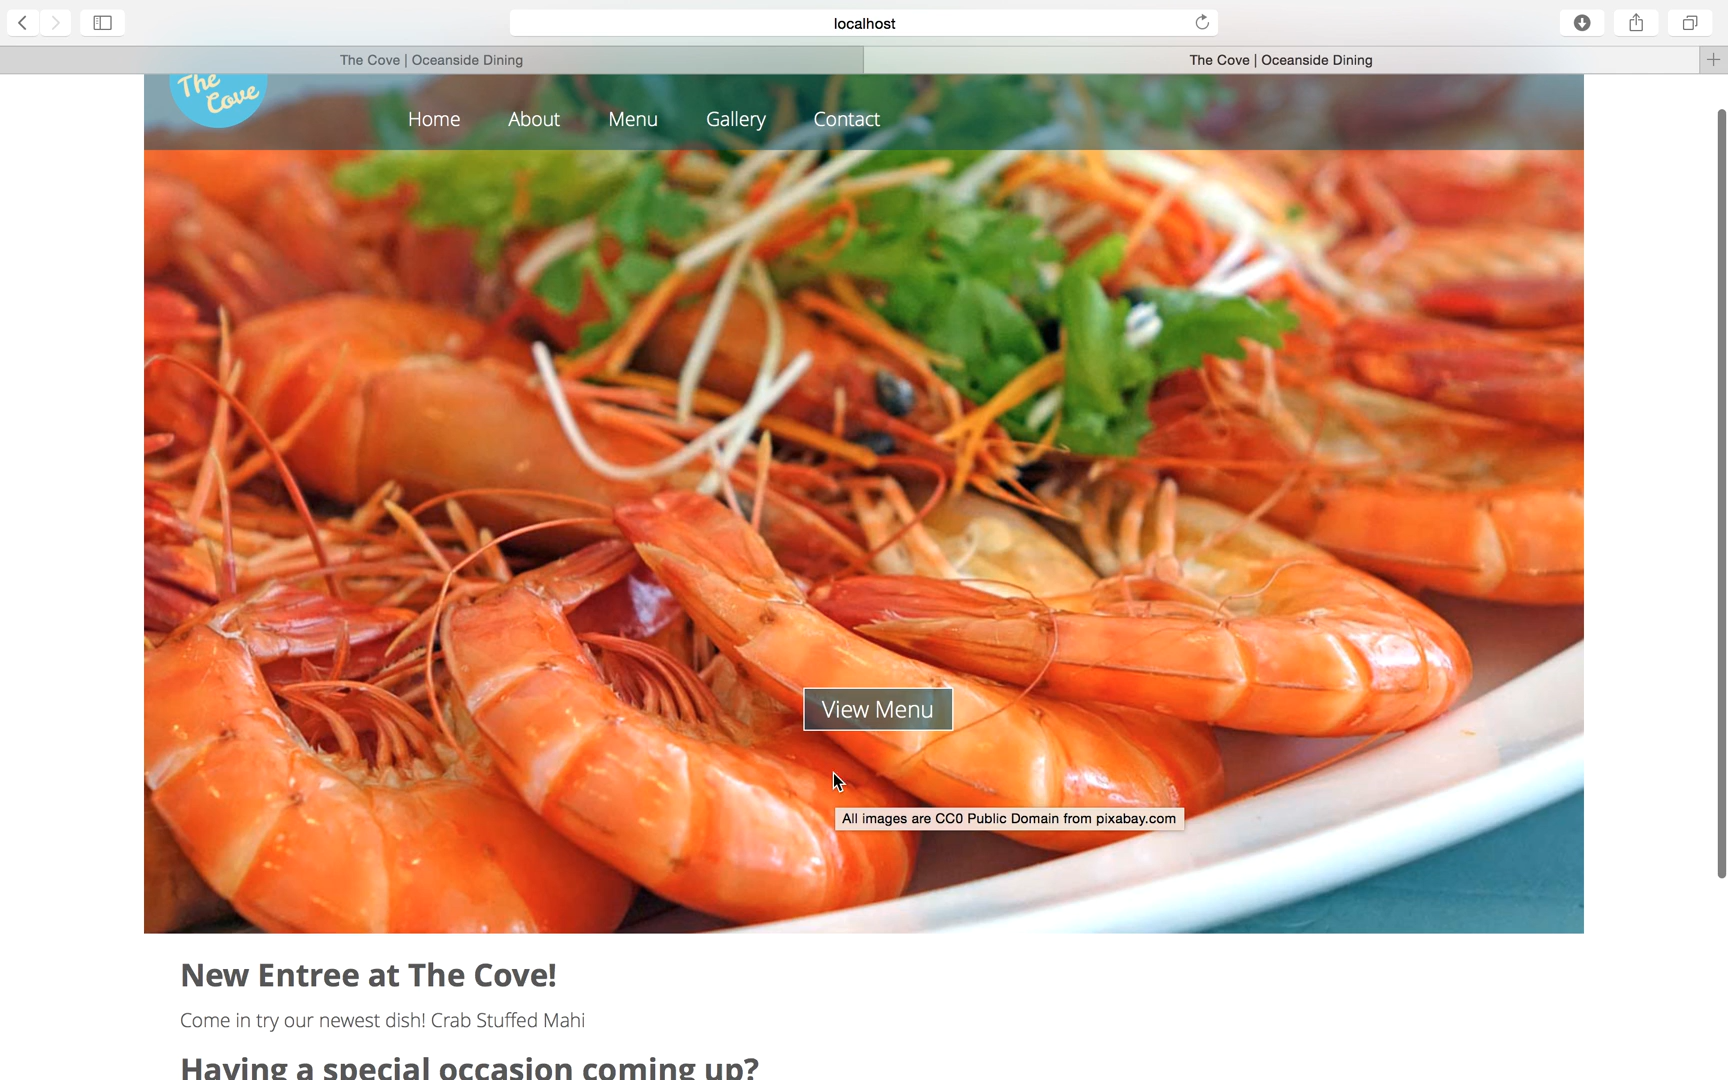 localhost
The Cove | Oceanside Dining
The Cove | Oceanside Dining
The
Cove
Home
About
Menu
Gallery
Contact
View Menu
All images are CC0 Public Domain from pixabay.com
New Entree at The Cove!
Come in try our newest dish! Crab Stuffed Mahi
Having a special occasion coming up?